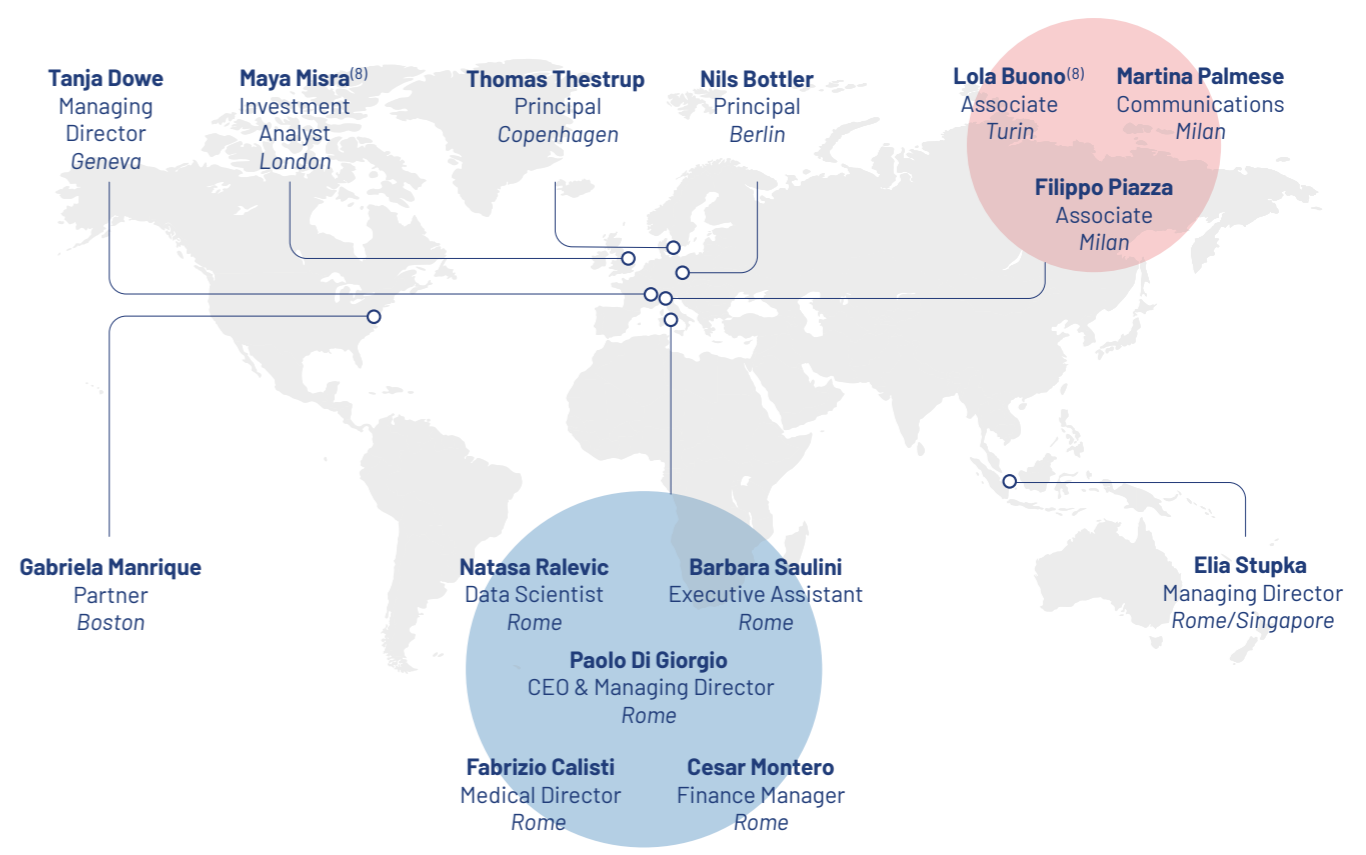 Tanja Dowe
Managing
Director
Geneva
Maya Misra(8)
Investment
Analyst
London
Thomas Thestrup
Principal
Copenhagen
Nils Bottler
Principal
Berlin
Lola Buono(8)
Associate
Turin
Martina Palmese
Communications
Milan
Filippo Piazza
Associate
Milan
Gabriela Manrique
Partner
Boston
Natasa Ralevic
Data Scientist
Rome
Barbara Saulini
Executive Assistant
Rome
Paolo Di Giorgio
CEO & Managing Director
Rome
Fabrizio Calisti
Medical Director
Rome
Cesar Montero
Finance Manager
Rome
Elia Stupka
Managing Director
Rome/Singapore